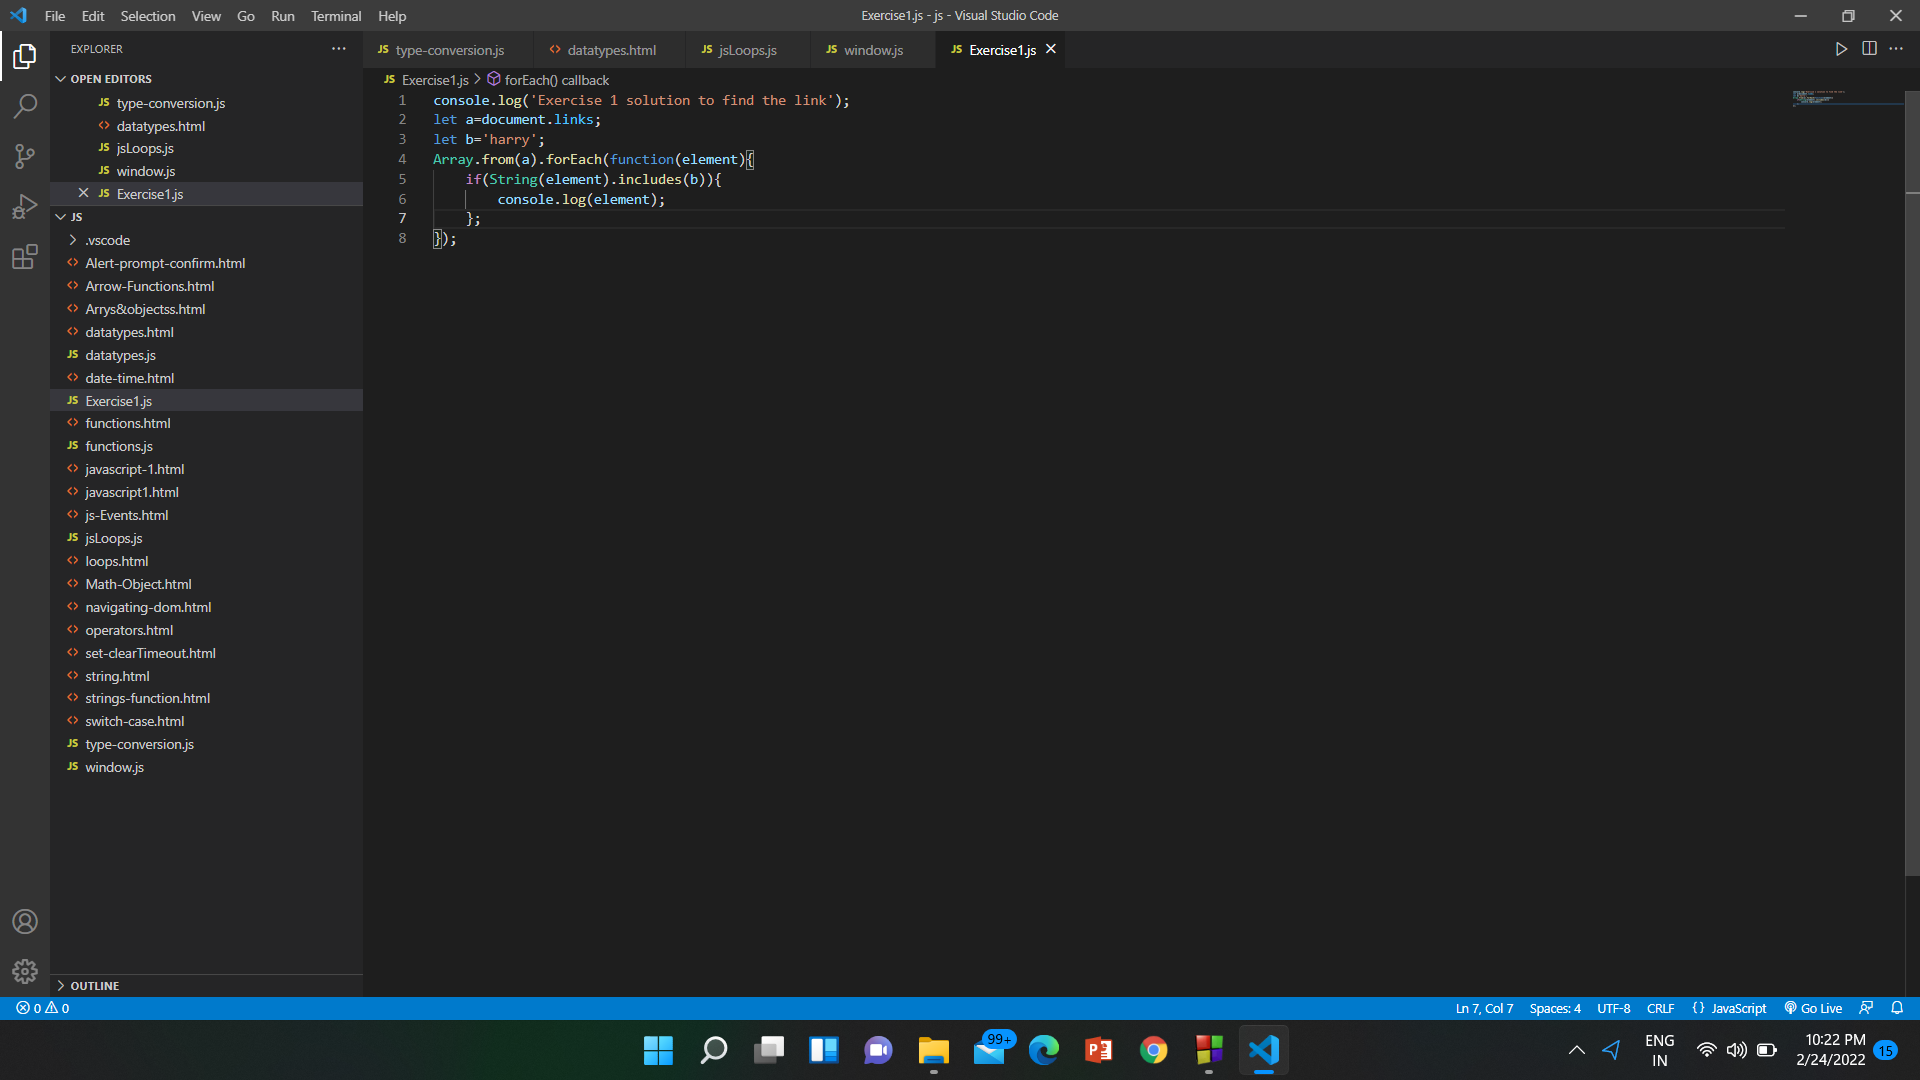 File Edit Selection View Go Run Terminal Help
Exercise1.js - js - Visual Studio Code
EXPLORER
OPEN EDITORS
JS type-conversion.js
<> datatypes.html
JS jsLoops.js
JS window.js
JS Exercise1.js
JS
.vscode
<> Alert-prompt-confirm.html
<> Arrow-Functions.html
<> Arrys&objectss.html
<> datatypes.html
JS datatypes.js
<> date-time.html
JS Exercise1.js
<> functions.html
JS functions.js
<> javascript-1.html
<> javascript1.html
<> js-Events.html
JS jsLoops.js
<> loops.html
<> Math-Object.html
<> navigating-dom.html
<> operators.html
<> set-clearTimeout.html
<> string.html
<> strings-function.html
<> switch-case.html
JS type-conversion.js
JS window.js
OUTLINE
JS type-conversion.js <> datatypes.html JS jsLoops.js JS window.js JS Exercise1.js
JS Exercise1.js > forEach() callback
1 console.log('Exercise 1 solution to find the link');
2 let a=document.links;
3 let b='harry';
4 Array.from(a).forEach(function(element){
5 if(String(element).includes(b)){
6 console.log(element);
7 };
8 });
0 0
Ln 7, Col 7 Spaces: 4 UTF-8 CRLF {} JavaScript Go Live
99+
P
ENG
IN
10:22 PM
2/24/2022
15